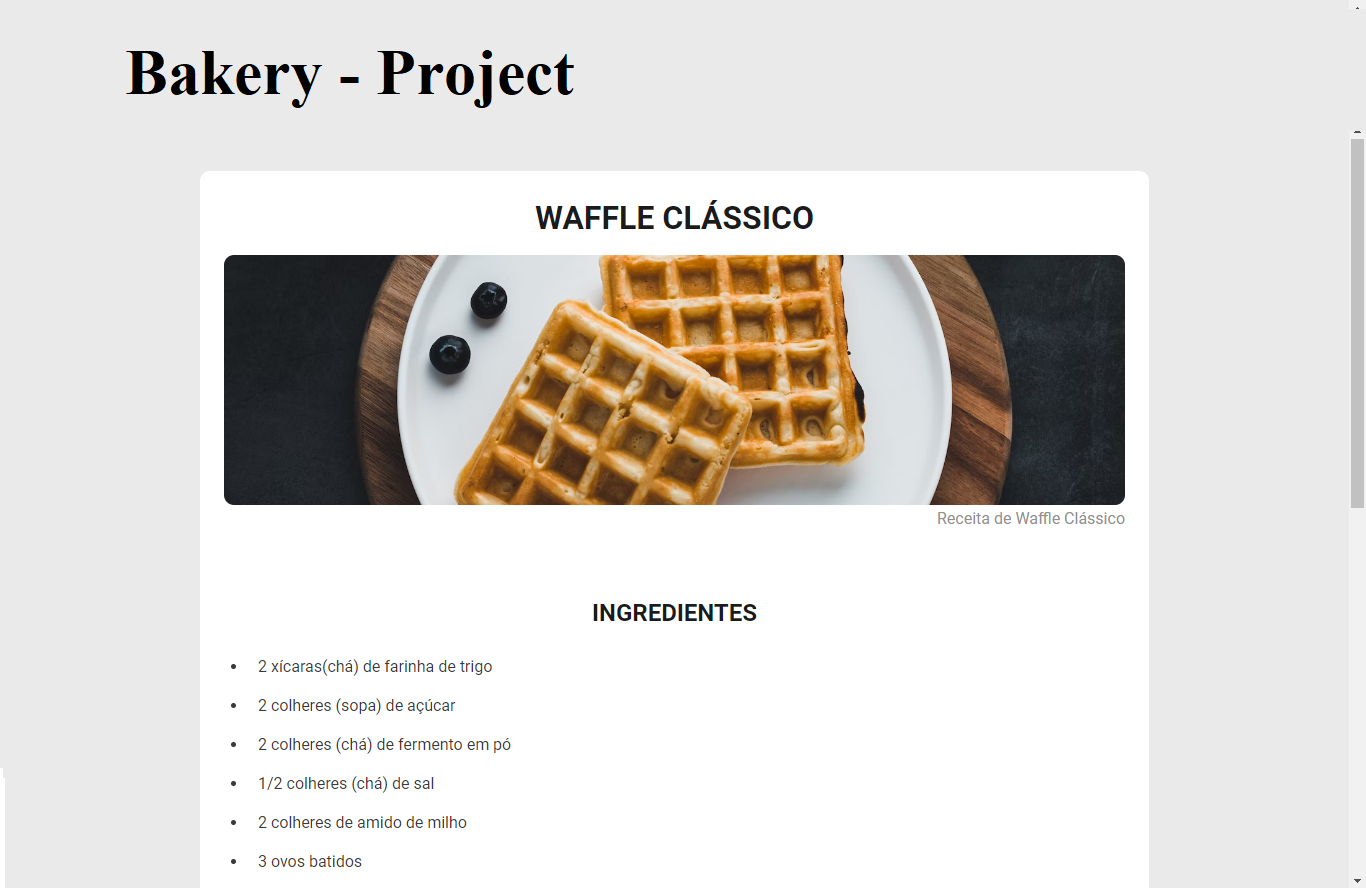 Bakery - Project
WAFFLE CLÁSSICO
Receita de Waffle Clássico
INGREDIENTES
2 xícaras(chá) de farinha de trigo
2 colheres (sopa) de açúcar
2 colheres (chá) de fermento em pó
1/2 colheres (chá) de sal
2 colheres de amido de milho
3 ovos batidos